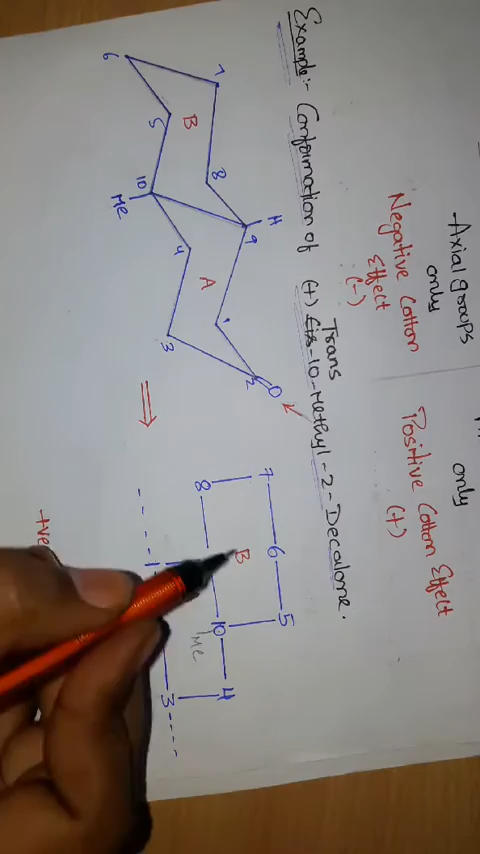 -Axial groups
only
Negative Cotton
Effect
(-)
only
Positive Cotton Effect
(+)
Example:- Conformation of (+) Cis-10-Methyl-2-Decalone.
Trans
7
8
H
9
O
2
6
B
A
5
10
4
3
Me
7
6
5
8
B
10
4
Me
1
3
+ve